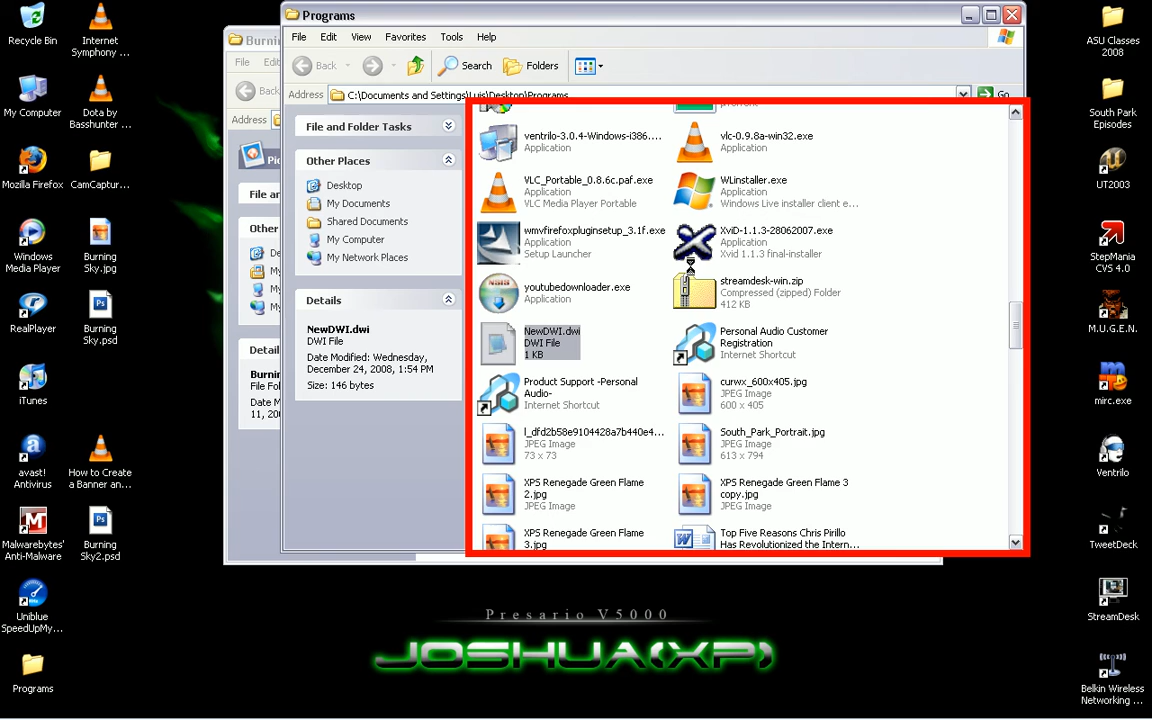 Recycle Bin
Internet
Symphony ...
My Computer
Dota by
Basshunter ...
Mozilla Firefox
CamCaptur...
Windows
Media Player
Burning
Sky.jpg
RealPlayer
Burning
Sky.psd
iTunes
avast!
Antivirus
How to Create
a Banner an...
Malwarebytes'
Anti-Malware
Burning
Sky2.psd
Uniblue
SpeedUpMy...
Programs
Burning
File
Address
Programs
File Edit View Favorites Tools Help
Back Search Folders
Address C:\Documents and Settings\Luis\Desktop\Programs Go
File and Folder Tasks
Other Places
Desktop
My Documents
Shared Documents
My Computer
My Network Places
Details
NewDWI.dwi
DWI File
Date Modified: Wednesday,
December 24, 2008, 1:54 PM
Size: 146 bytes
ventrilo-3.0.4-Windows-i386....
Application
vlc-0.9.8a-win32.exe
Application
VLC_Portable_0.8.6c.paf.exe
Application
VLC Media Player Portable
WLinstaller.exe
Application
Windows Live installer client e...
wmvfirefoxpluginsetup_3.1f.exe
Application
Setup Launcher
XviD-1.1.3-28062007.exe
Application
Xvid 1.1.3 final-installer
youtubedownloader.exe
Application
streamdesk-win.zip
Compressed (zipped) Folder
412 KB
NewDWI.dwi
DWI File
1 KB
Personal Audio Customer
Registration
Internet Shortcut
Product Support -Personal
Audio-
Internet Shortcut
curwx_600x405.jpg
JPEG Image
600 x 405
l_dfd2b58e9104428a7b440e4...
JPEG Image
73 x 73
South_Park_Portrait.jpg
JPEG Image
613 x 794
XPS Renegade Green Flame
2.jpg
JPEG Image
XPS Renegade Green Flame 3
copy.jpg
JPEG Image
XPS Renegade Green Flame
3.jpg
Top Five Reasons Chris Pirillo
Has Revolutionized the Intern...
Presario V5000
JOSHUA(XP)
ASU Classes
2008
South Park
Episodes
UT2003
StepMania
CVS 4.0
M.U.G.E.N.
mirc.exe
Ventrilo
TweetDeck
StreamDesk
Belkin Wireless
Networking ...